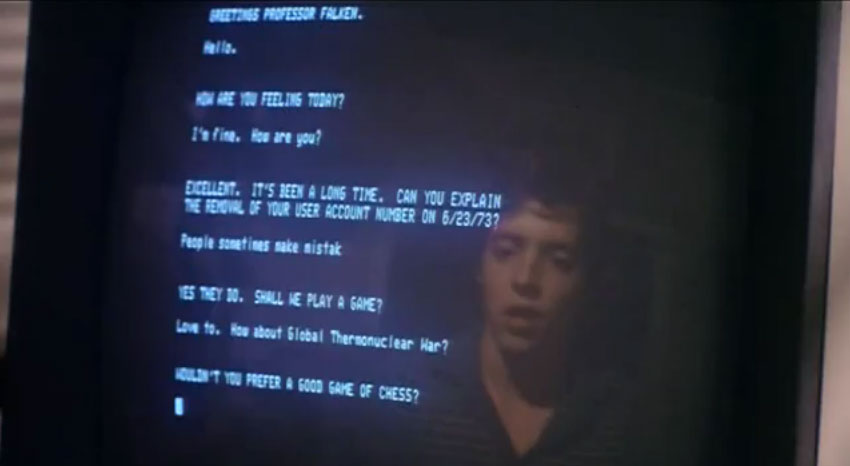 GREETINGS PROFESSOR FALKEN.
Hello.
HOW ARE YOU FEELING TODAY?
I'm fine. How are you?
EXCELLENT. IT'S BEEN A LONG TIME. CAN YOU EXPLAIN
THE REMOVAL OF YOUR USER ACCOUNT NUMBER ON 6/23/73?
People sometimes make mistak
YES THEY DO. SHALL WE PLAY A GAME?
Love to. How about Global Thermonuclear War?
WOULDN'T YOU PREFER A GOOD GAME OF CHESS?